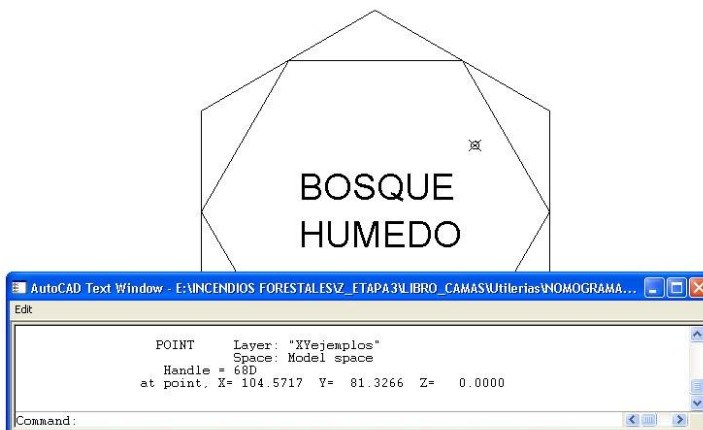 BOSQUE
HUMEDO
AutoCAD Text Window - E:\INCENDIOS FORESTALES\Z_ETAPA3\LIBRO_CAMAS\Utilerias\NOMOGRAMA...
Edit
POINT Layer: "XYejemplos"
Space: Model space
Handle = 68D
at point, X= 104.5717 Y= 81.3266 Z= 0.0000
Command: